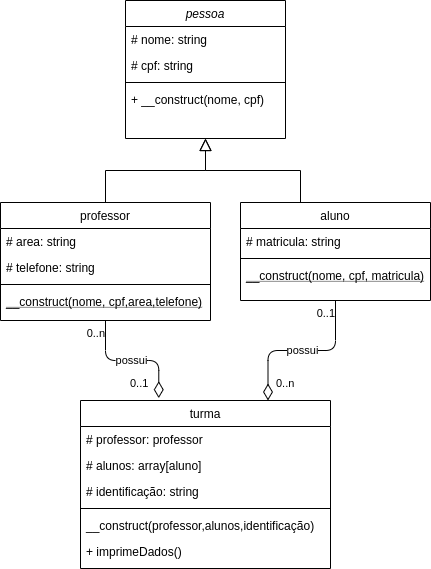 pessoa
# nome: string
# cpf: string
+ __construct(nome, cpf)
professor
# area: string
# telefone: string
__construct(nome, cpf,area,telefone)
aluno
# matricula: string
__construct(nome, cpf, matricula)
0..n
possui
0..1
0..1
possui
0..n
turma
# professor: professor
# alunos: array[aluno]
# identificação: string
__construct(professor,alunos,identificação)
+ imprimeDados()